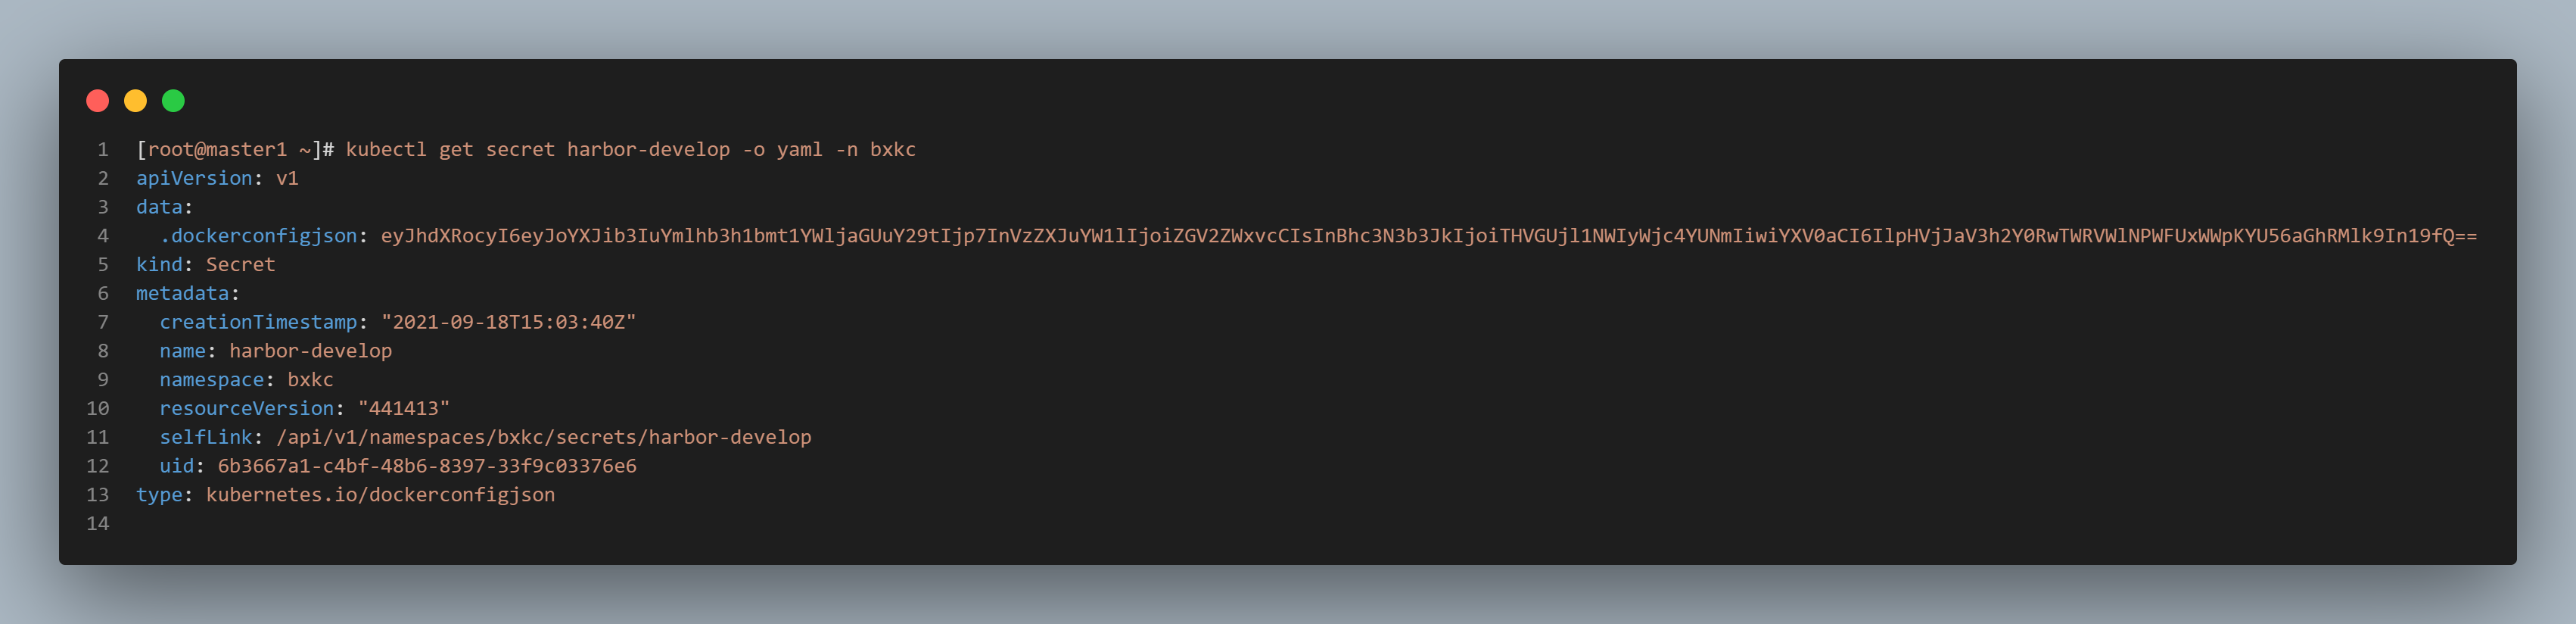 1 [root@master1 ~]# kubectl get secret harbor-develop -o yaml -n bxkc
2 apiVersion: v1
3 data:
4   .dockerconfigjson: eyJhdXRocyI6eyJoYXJib3IuYmlhb3h1bmt1YWljaGUuY29tIjp7InVzZXJuYW1lIjoiZGV2ZWxvcCIsInBhc3N3b3JkIjoiTHVGUjl1NWIyWjc4YUNmIiwiYXV0aCI6IlpHVjJaV3h2Y0RwTWRVWlNPWFUxWWpKYU56aGhRMlk9In19fQ==
5 kind: Secret
6 metadata:
7   creationTimestamp: "2021-09-18T15:03:40Z"
8   name: harbor-develop
9   namespace: bxkc
10   resourceVersion: "441413"
11   selfLink: /api/v1/namespaces/bxkc/secrets/harbor-develop
12   uid: 6b3667a1-c4bf-48b6-8397-33f9c03376e6
13 type: kubernetes.io/dockerconfigjson
14